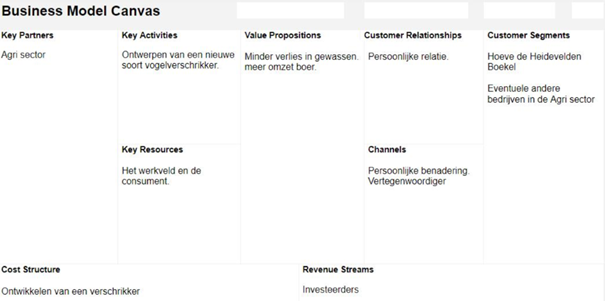 Business Model Canvas
Key Partners
Agri sector
Key Activities
Ontwerpen van een nieuwe
soort vogelverschrikker.
Key Resources
Het werkveld en de
consument.
Value Propositions
Minder verlies in gewassen.
meer omzet boer.
Customer Relationships
Persoonlijke relatie.
Channels
Persoonlijke benadering.
Vertegenwoordiger
Customer Segments
Hoeve de Heidevelden
Boekel
Eventuele andere
bedrijven in de Agri sector
Cost Structure
Ontwikkelen van een verschrikker
Revenue Streams
Investeerders